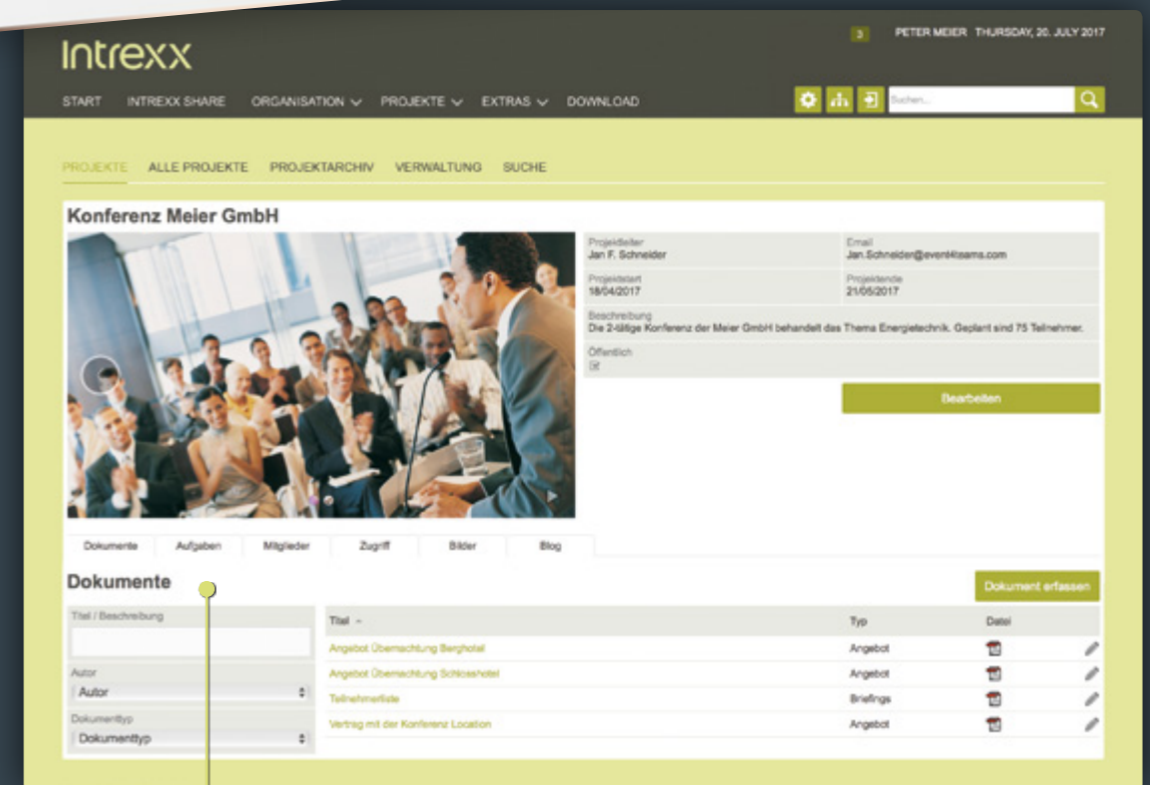 Intrexx
3 PETER MEIER THURSDAY, 20. JULY 2017
START INTREXX SHARE ORGANISATION PROJEKTE EXTRAS DOWNLOAD
Suchen...
PROJEKTE ALLE PROJEKTE PROJEKTARCHIV VERWALTUNG SUCHE
Konferenz Meier GmbH
Projektleiter Email
Jan F. Schneider Jan.Schneider@event4teams.com
Projektstart Projektende
18/04/2017 21/05/2017
Beschreibung
Die 2-tätige Konferenz der Meier GmbH behandelt das Thema Energietechnik. Geplant sind 75 Teilnehmer.
Öffentlich
Bearbeiten
Dokumente Aufgaben Mitglieder Zugriff Bilder Blog
Dokumente
Dokument erfassen
Titel / Beschreibung
Autor
Autor
Dokumenttyp
Dokumenttyp
Titel Typ Datei
Angebot Übernachtung Berghotel Angebot
Angebot Übernachtung Schlosshotel Angebot
Teilnehmerliste Briefings
Vertrag mit der Konferenz Location Angebot